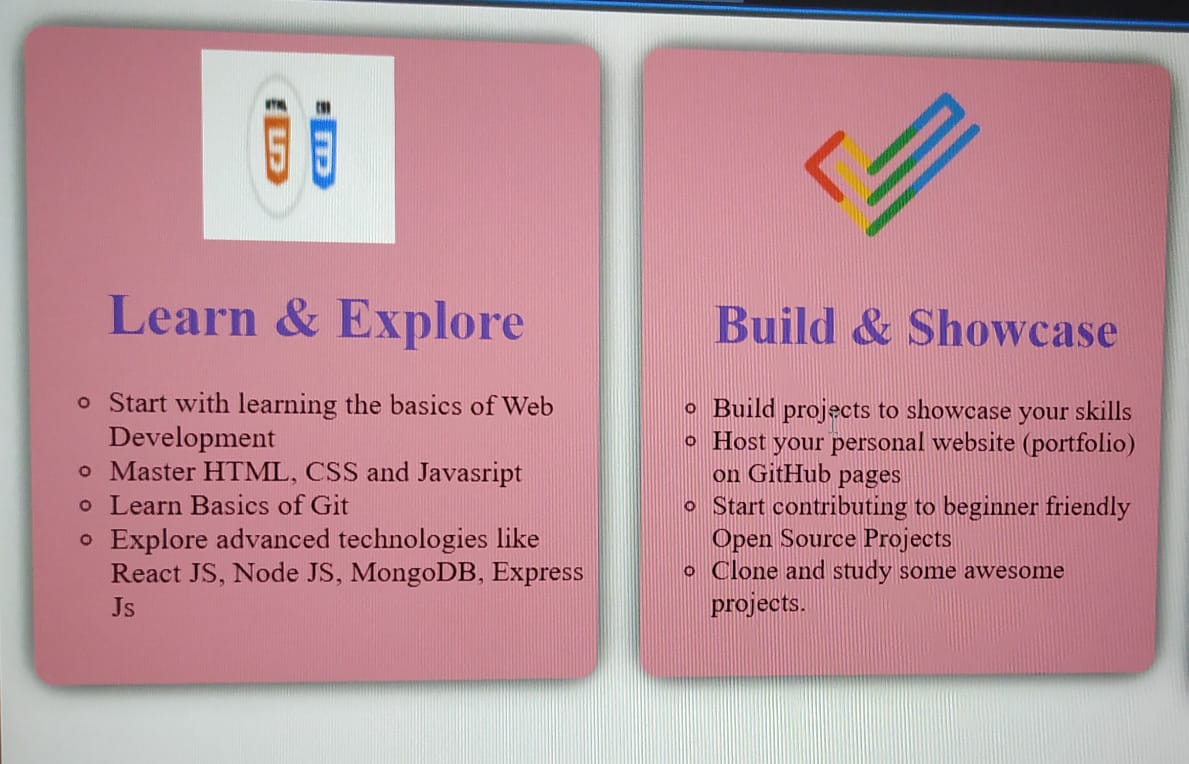 HTML
5
3
Learn & Explore
Start with learning the basics of Web
Development
Master HTML, CSS and Javasript
Learn Basics of Git
Explore advanced technologies like
React JS, Node JS, MongoDB, Express
Js
Build & Showcase
Build projects to showcase your skills
Host your personal website (portfolio)
on GitHub pages
Start contributing to beginner friendly
Open Source Projects
Clone and study some awesome
projects.